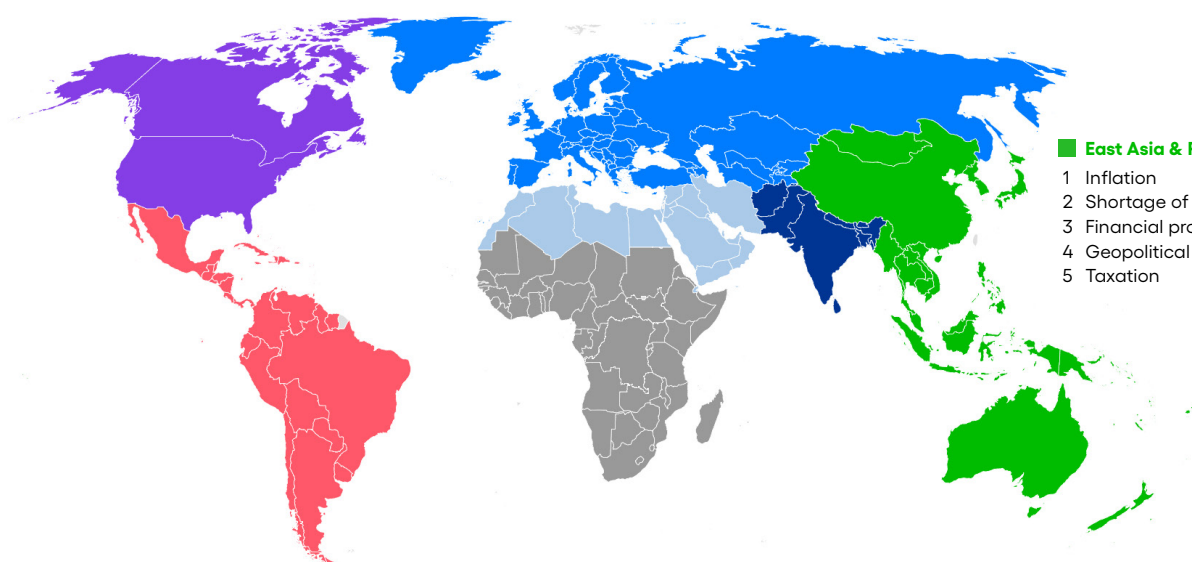 East Asia &
1 Inflation
2 Shortage of
3 Financial
4 Geopolitical
5 Taxation